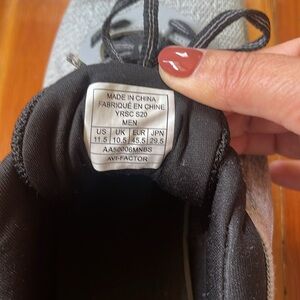 MADE IN CHINA
FABRIQUÉ EN CHINE
YRSC S20
MEN
US UK EUR JPN
11.5 10.5 45.5 29.5
AA50006MNBS
AVI-FACTOR